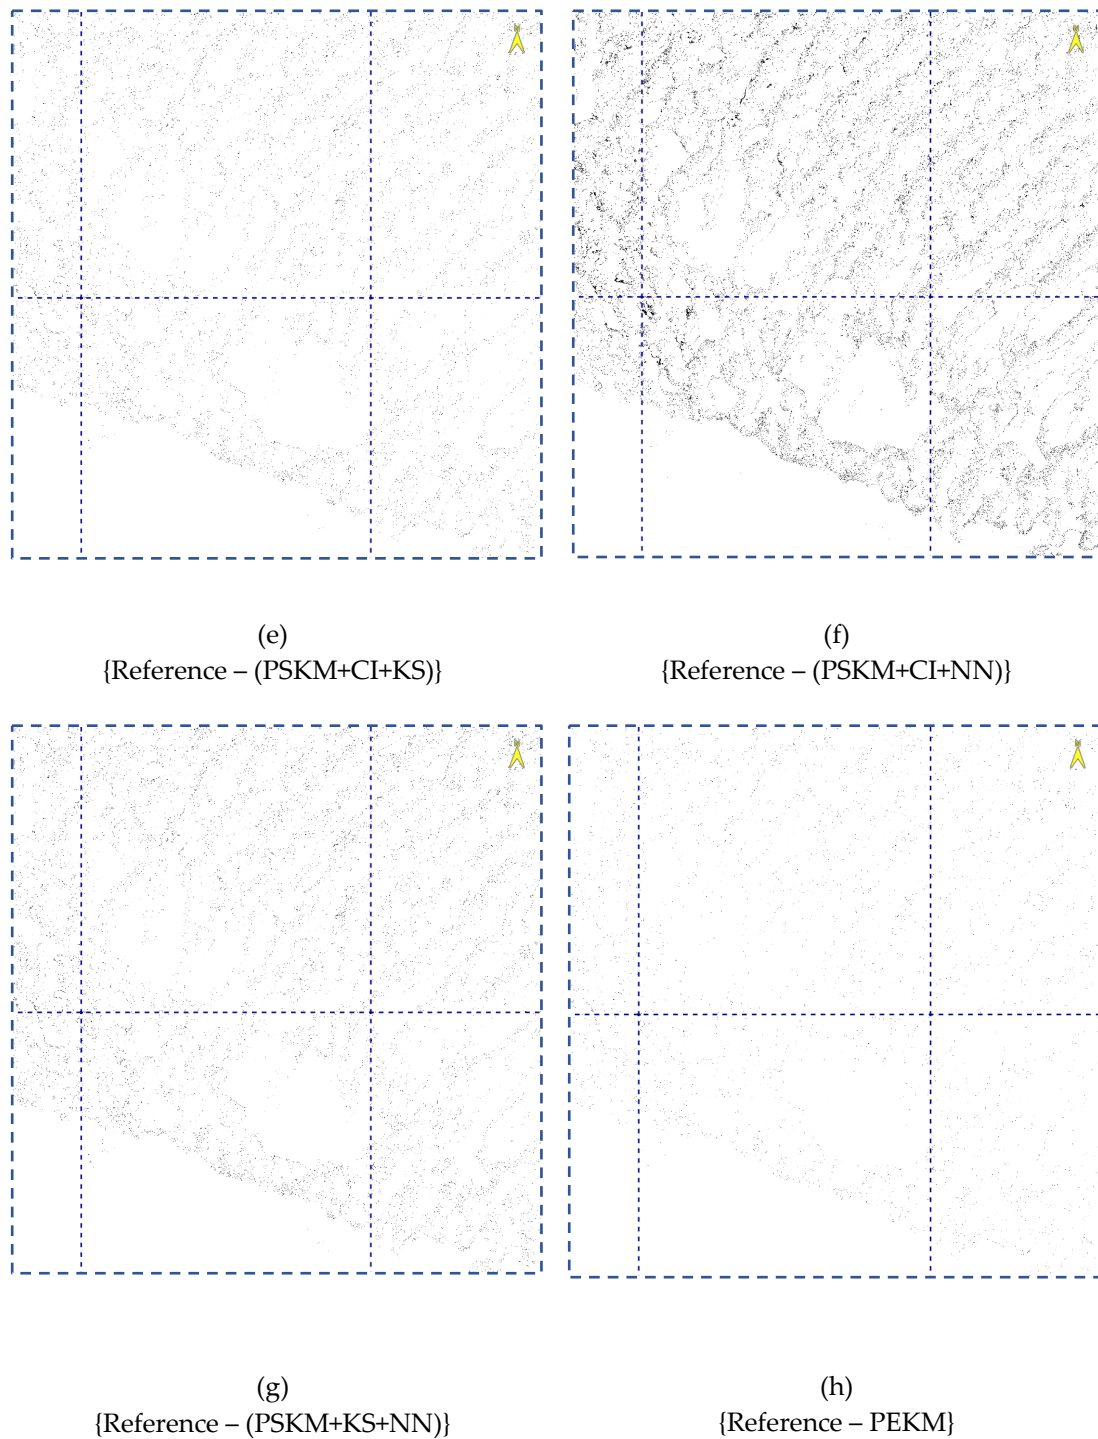 (e)
{Reference – (PSKM+CI+KS)}
(f)
{Reference – (PSKM+CI+NN)}
(g)
{Reference – (PSKM+KS+NN)}
(h)
{Reference – PEKM}